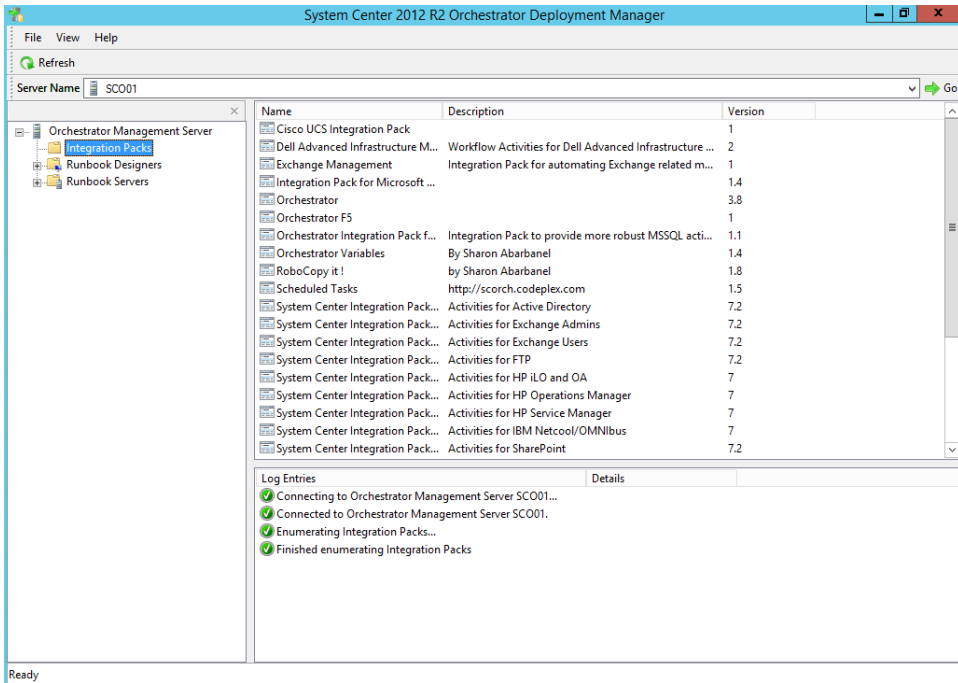 System Center 2012 R2 Orchestrator Deployment Manager
File View Help
Refresh
Server Name SCO01 Go
Orchestrator Management Server
Integration Packs
Runbook Designers
Runbook Servers
Name Description Version
Cisco UCS Integration Pack 1
Dell Advanced Infrastructure M... Workflow Activities for Dell Advanced Infrastructure ... 2
Exchange Management Integration Pack for automating Exchange related m... 1
Integration Pack for Microsoft ... 1.4
Orchestrator 3.8
Orchestrator F5 1
Orchestrator Integration Pack f... Integration Pack to provide more robust MSSQL acti... 1.1
Orchestrator Variables By Sharon Abarbanel 1.4
RoboCopy it ! by Sharon Abarbanel 1.8
Scheduled Tasks http://scorch.codeplex.com 1.5
System Center Integration Pack... Activities for Active Directory 7.2
System Center Integration Pack... Activities for Exchange Admins 7.2
System Center Integration Pack... Activities for Exchange Users 7.2
System Center Integration Pack... Activities for FTP 7.2
System Center Integration Pack... Activities for HP iLO and OA 7
System Center Integration Pack... Activities for HP Operations Manager 7
System Center Integration Pack... Activities for HP Service Manager 7
System Center Integration Pack... Activities for IBM Netcool/OMNIbus 7
System Center Integration Pack... Activities for SharePoint 7.2
Log Entries Details
Connecting to Orchestrator Management Server SCO01...
Connected to Orchestrator Management Server SCO01.
Enumerating Integration Packs...
Finished enumerating Integration Packs
Ready